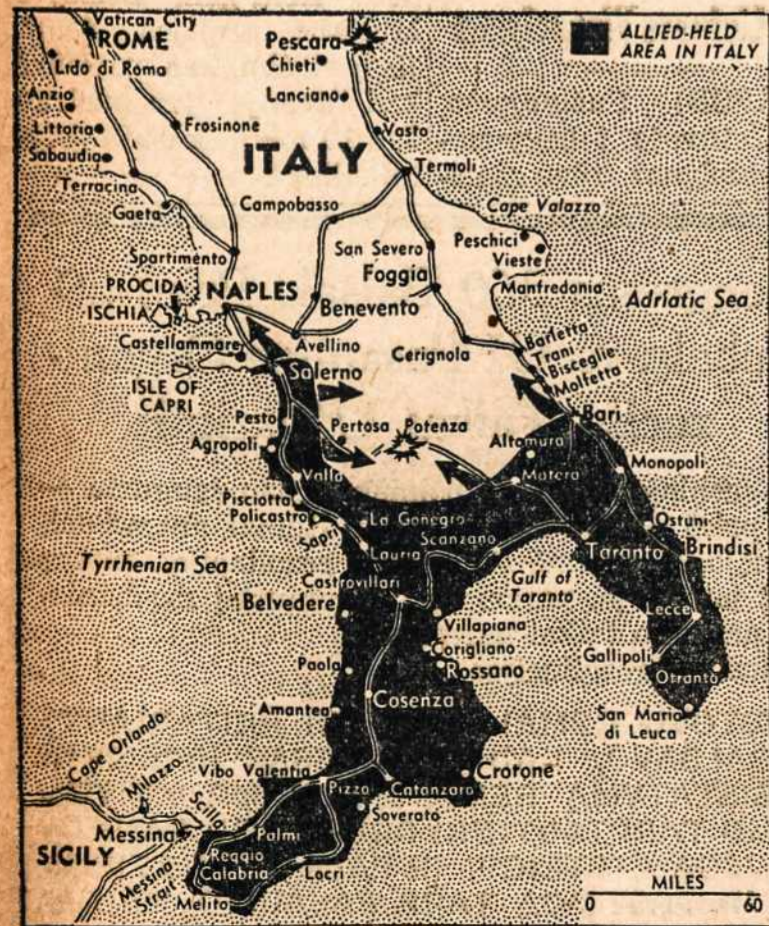 Vatican City
ROME
Lido di Roma
Anzio
Littoria
Sabaudia
Frosinone
Terracina
Gaeta
Pescara
Chieti
Lanciano
Vasto
ALLIED-HELD
AREA IN ITALY
ITALY
Termoli
Campobasso
Cape Valazzo
Peschici
Vieste
San Severo
Foggia
Manfredonia
Adriatic Sea
Spartimento
PROCIDA
ISCHIA
NAPLES
Benevento
Avellino
Castellammare
ISLE OF
CAPRI
Salerno
Cerignola
Barletta
Trani
Bisceglie
Molfetta
Bari
Pesto
Agropoli
Pertosa
Potenza
Altamura
Matera
Monopoli
Valla
Pisciotta
Policastro
Sapri
La Gonegro
Lauria
Scanzano
Ostuni
Brindisi
Taranto
Tyrrhenian Sea
Castrovillari
Gulf of
Taranto
Belvedere
Villapiana
Lecce
Corigliano
Rossano
Gallipoli
Otranto
Paola
Cosenza
Amantea
San Maria
di Leuca
Cape Orlando
Milazzo
Vibo Valentia
Pizzo
Catanzaro
Crotone
Soverato
Scilla
Messina
Palmi
SICILY
Reggio
Calabria
Locri
Messina
Strait
Melito
MILES
0 60